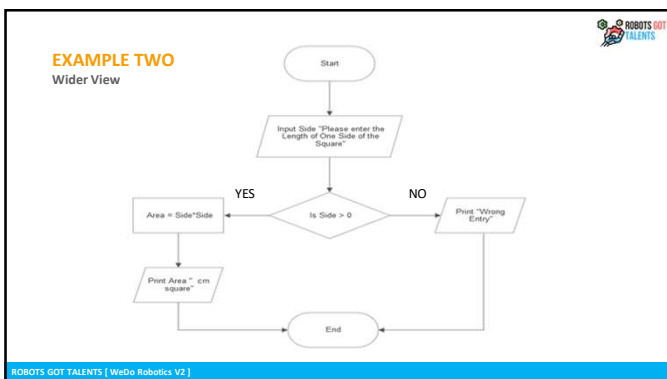 ROBOTS GOT
TALENTS
EXAMPLE TWO
Wider View
Start
Input Side "Please enter the
Length of One Side of the
Square"
YES
NO
Area = Side*Side
Is Side > 0
Print "Wrong
Entry"
Print Area " cm
square"
End
ROBOTS GOT TALENTS [ WeDo Robotics V2 ]